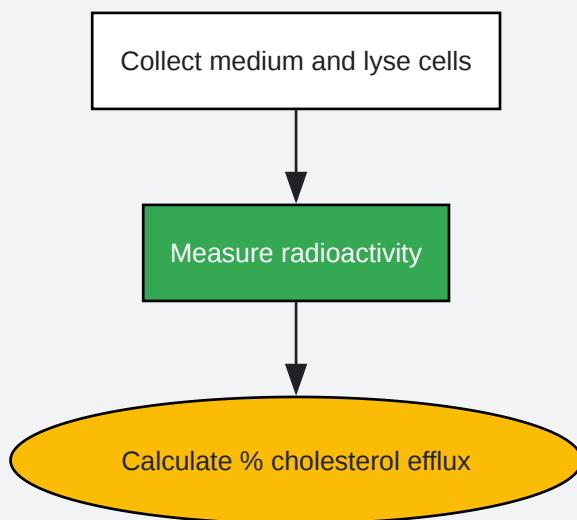 Collect medium and lyse cells
Measure radioactivity
Calculate % cholesterol efflux